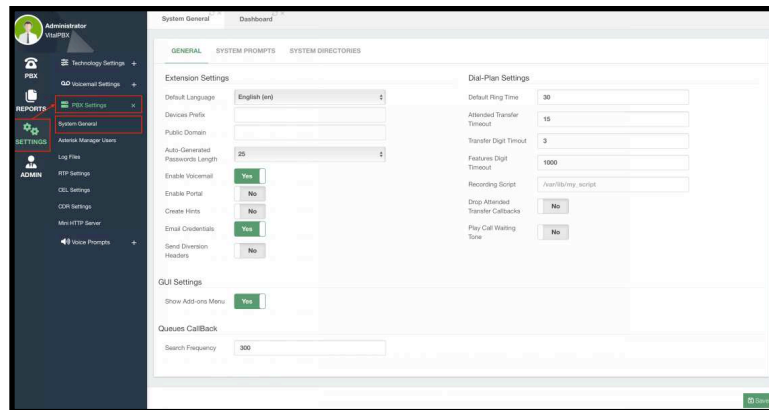 Administrator
VitalPBX
PBX
REPORTS
SETTINGS
ADMIN
Technology Settings +
Voicemail Settings +
PBX Settings ×
System General
Asterisk Manager Users
Log Files
RTP Settings
CEL Settings
CDR Settings
Mini HTTP Server
Voice Prompts +
System General
Dashboard
GENERAL SYSTEM PROMPTS SYSTEM DIRECTORIES
Extension Settings
Default Language English (en)
Devices Prefix
Public Domain
Auto-Generated
Passwords Length 25
Enable Voicemail Yes
Enable Portal No
Create Hints No
Email Credentials Yes
Send Diversion
Headers No
GUI Settings
Show Add-ons Menu Yes
Queues CallBack
Search Frequency 300
Dial-Plan Settings
Default Ring Time 30
Attended Transfer
Timeout 15
Transfer Digit Timout 3
Features Digit
Timeout 1000
Recording Script /var/lib/my_script
Drop Attended
Transfer Callbacks No
Play Call Waiting
Tone No
Save